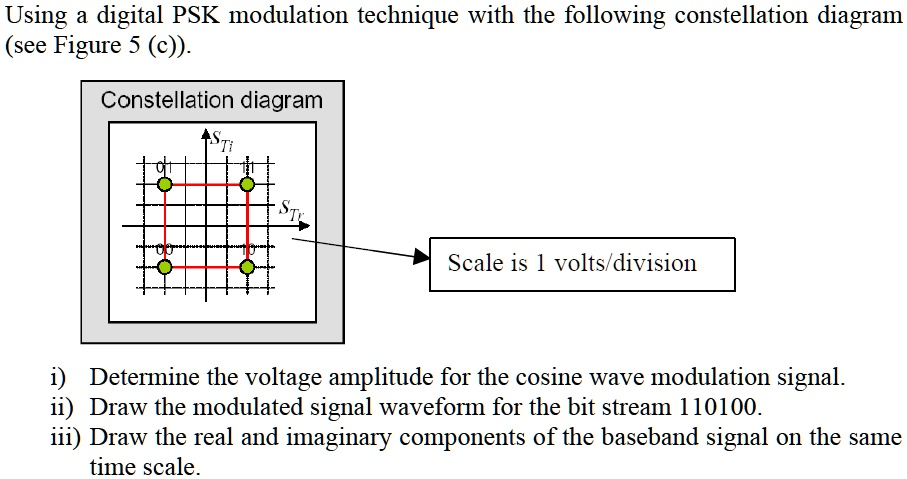 Using a digital PSK modulation technique with the following constellation diagram
(see Figure 5 (c)).
Constellation diagram
STi
01 11
STr
00 10
Scale is 1 volts/division
i) Determine the voltage amplitude for the cosine wave modulation signal.
ii) Draw the modulated signal waveform for the bit stream 110100.
iii) Draw the real and imaginary components of the baseband signal on the same
time scale.